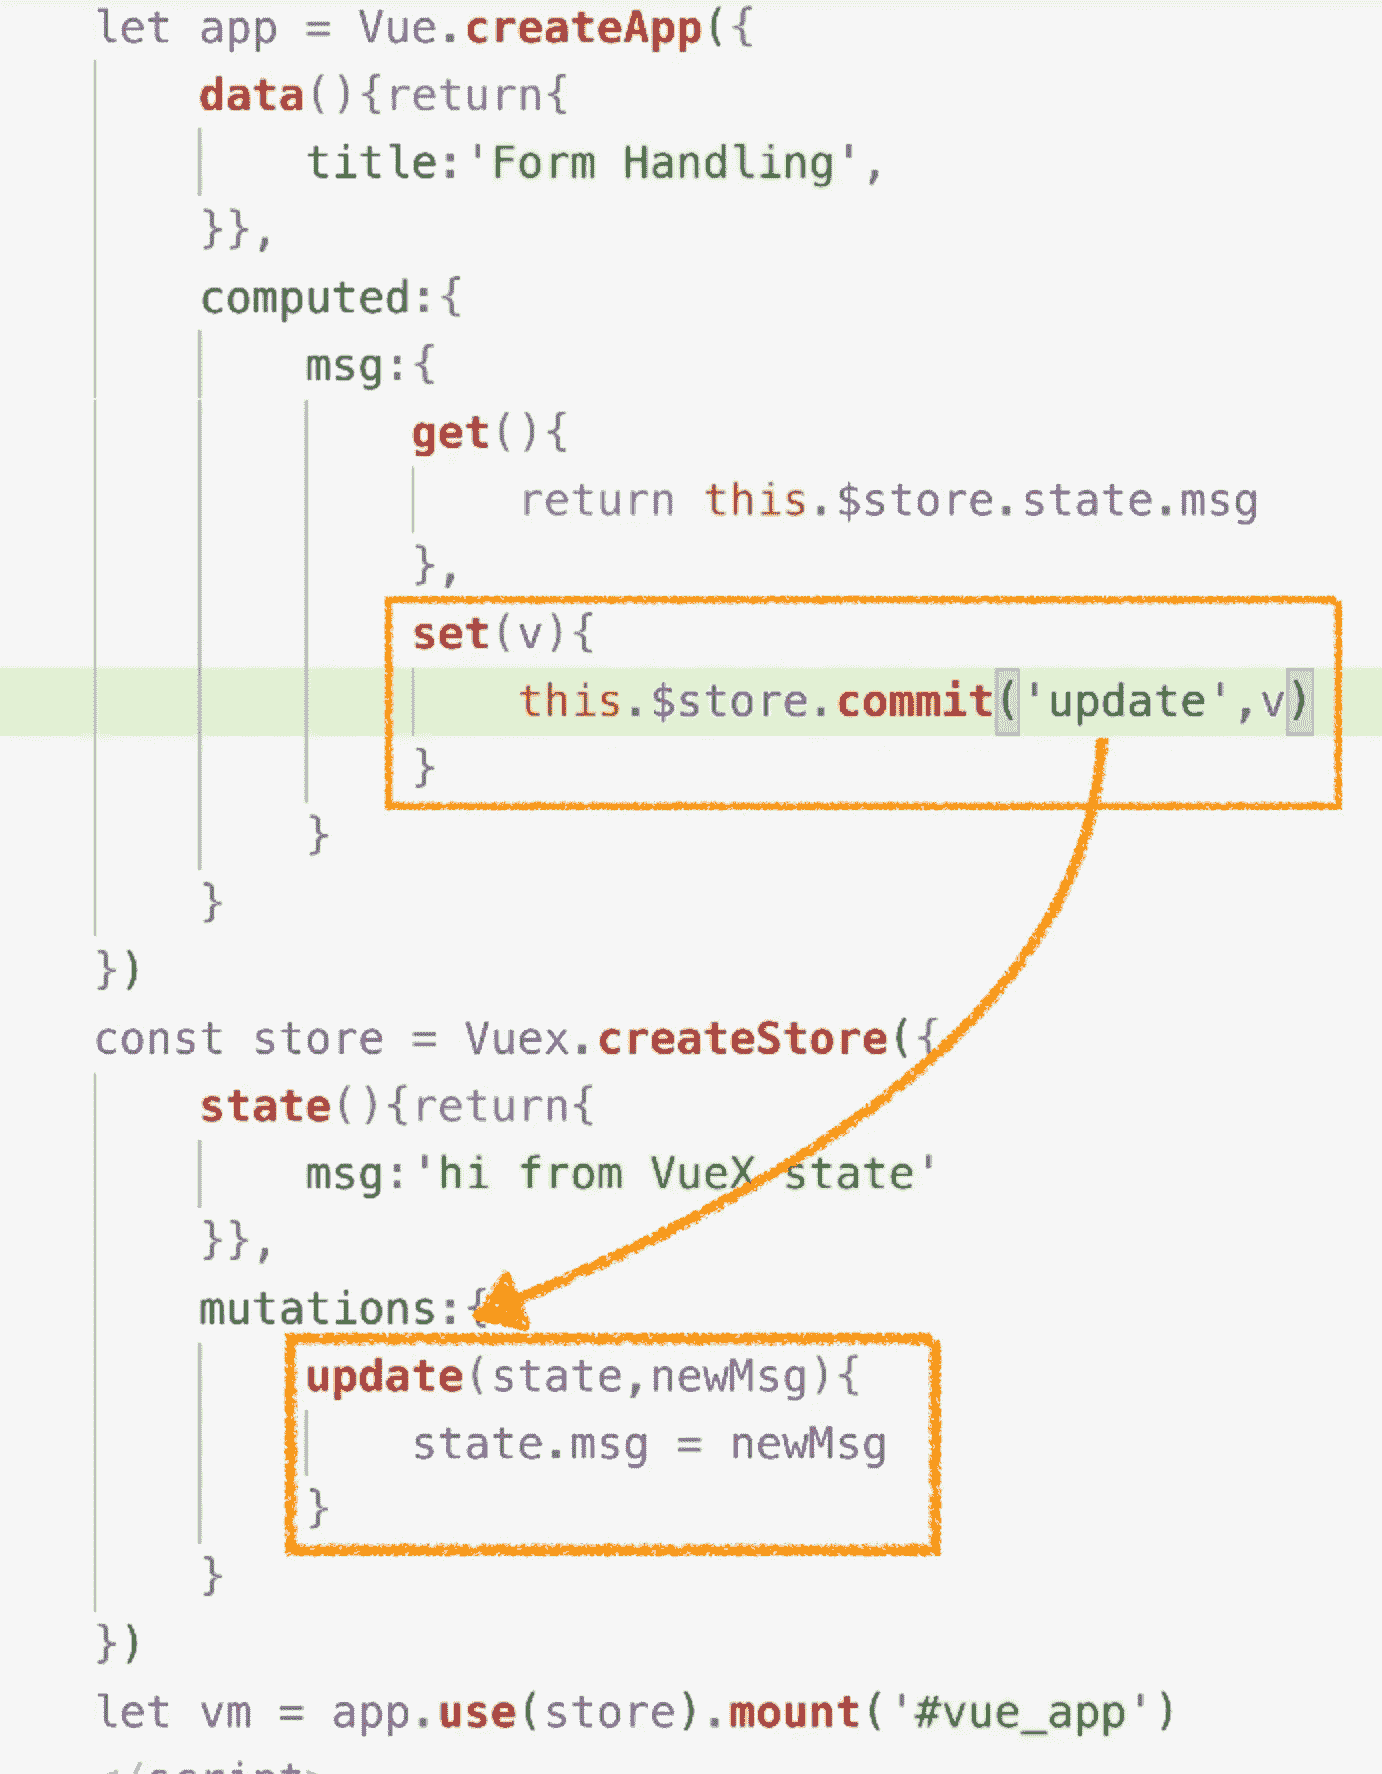 let app = Vue.createApp({
data(){return{
title:'Form Handling',
}},
computed:{
msg:{
get(){
return this.$store.state.msg
},
set(v){
this.$store.commit('update',v)
}
}
}
})
const store = Vuex.createStore({
state(){return{
msg:'hi from VueX state'
}},
mutations:{
update(state,newMsg){
state.msg = newMsg
}
}
})
let vm = app.use(store).mount('#vue_app')
</script>